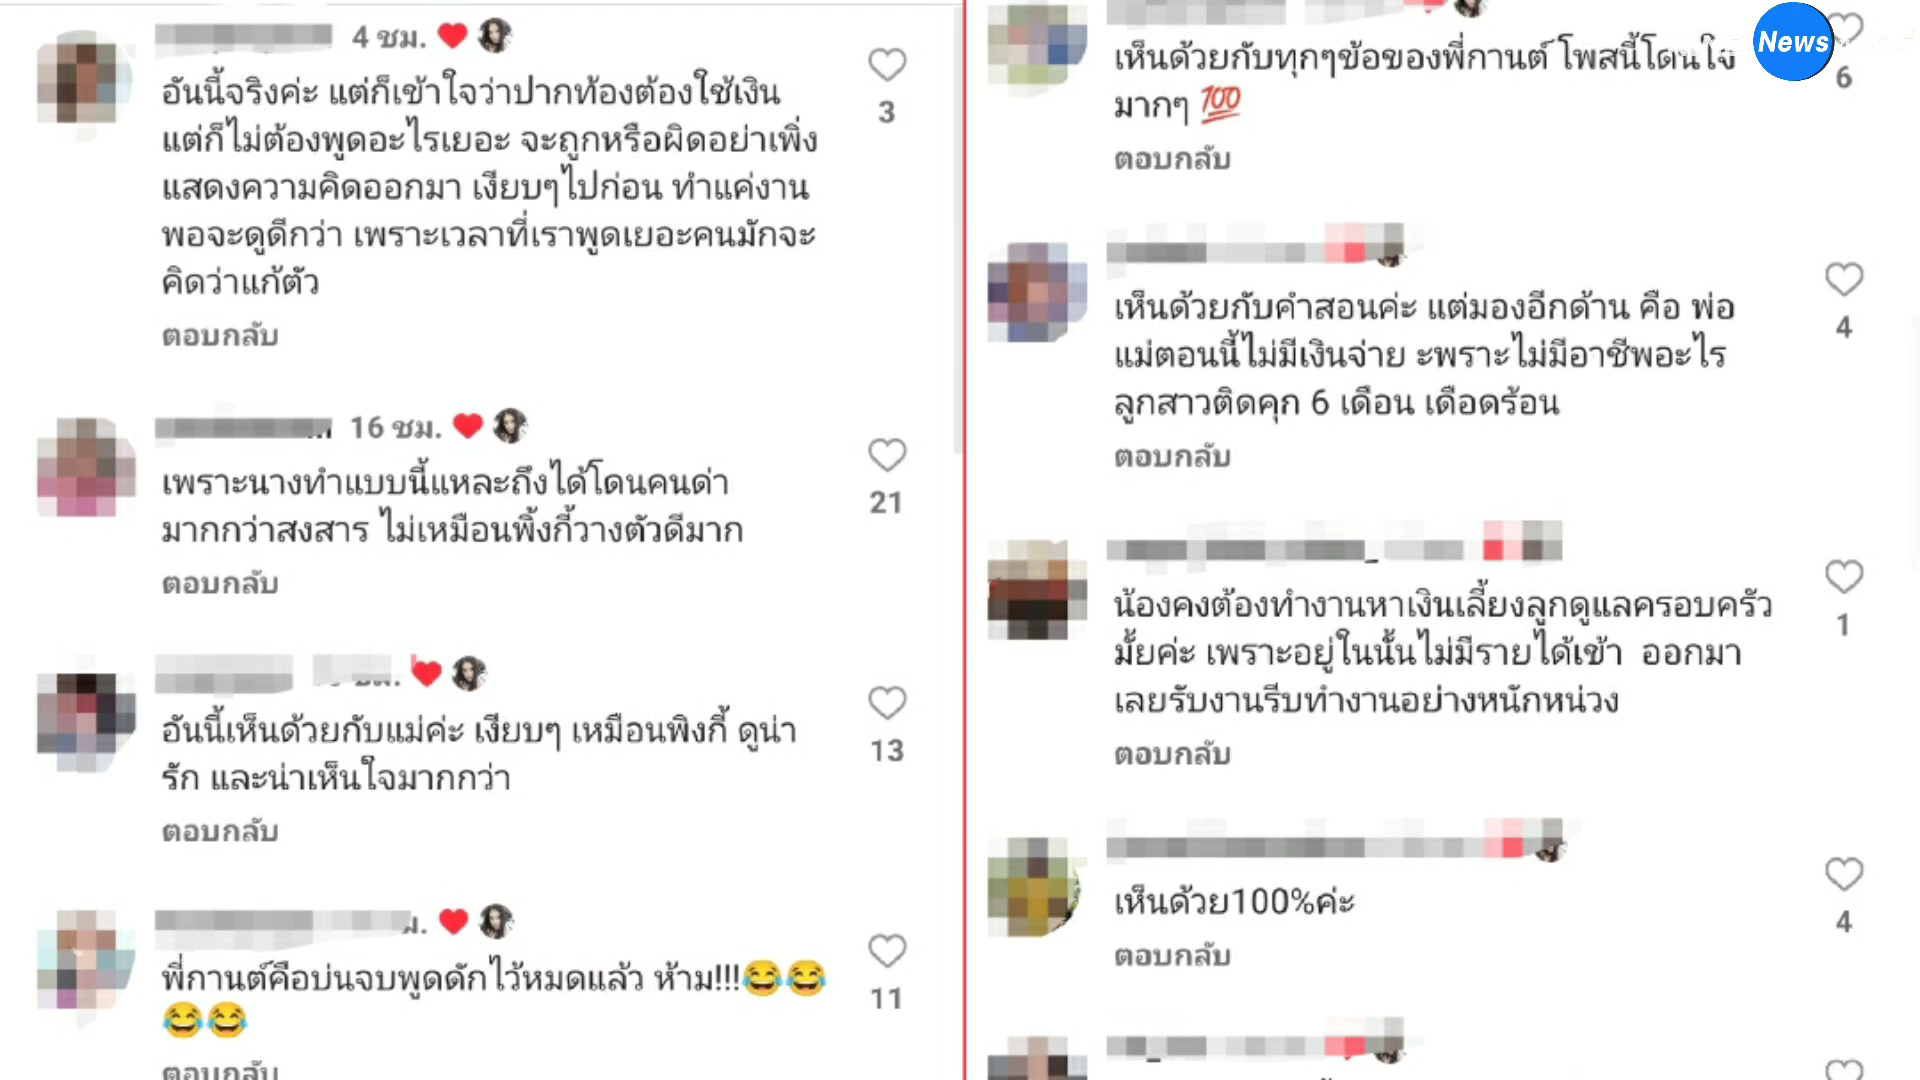 4 ชม.
อันนี้จริงค่ะ แต่ก็เข้าใจว่าปากท้องต้องใช้เงิน
แต่ก็ไม่ต้องพูดอะไรเยอะ จะถูกหรือผิดอย่าเพิ่ง
แสดงความคิดออกมา เงียบๆไปก่อน ทำแค่งาน
พอจะดูดีกว่า เพราะเวลาที่เราพูดเยอะคนมักจะ
คิดว่าแก้ตัว
3
ตอบกลับ
16 ชม.
เพราะนางทำแบบนี้แหละถึงได้โดนคนด่า
มากกว่าสงสาร ไม่เหมือนพิ้งกี้วางตัวดีมาก
21
ตอบกลับ
อันนี้เห็นด้วยกับแม่ค่ะ เงียบๆ เหมือนพิงกี้ ดูน่า
รัก และน่าเห็นใจมากกว่า
13
ตอบกลับ
พี่กานต์คือบ่นจบพูดดักไว้หมดแล้ว ห้าม!!!😂😂
😂😂
11
ตอบกลับ
News
เห็นด้วยกับทุกๆข้อของพี่กานต์ โพสนี้โดนใจ
มากๆ 💯
6
ตอบกลับ
เห็นด้วยกับคำสอนค่ะ แต่มองอีกด้าน คือ พ่อ
แม่ตอนนี้ไม่มีเงินจ่าย ะพราะไม่มีอาชีพอะไร
ลูกสาวติดคุก 6 เดือน เดือดร้อน
4
ตอบกลับ
น้องคงต้องทำงานหาเงินเลี้ยงลูกดูแลครอบครัว
มั้ยค่ะ เพราะอยู่ในนั้นไม่มีรายได้เข้า ออกมา
เลยรับงานรีบทำงานอย่างหนักหน่วง
1
ตอบกลับ
เห็นด้วย100%ค่ะ
4
ตอบกลับ